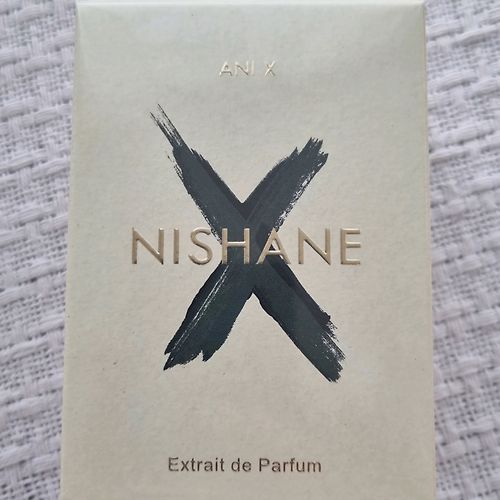 ANI X
NISHANE
Extrait de Parfum